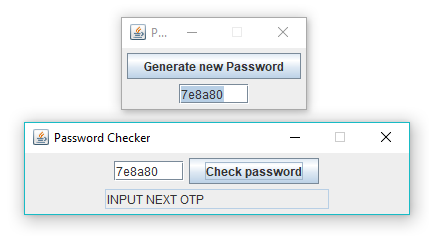 P...
Generate new Password
7e8a80
Password Checker
7e8a80 Check password
INPUT NEXT OTP